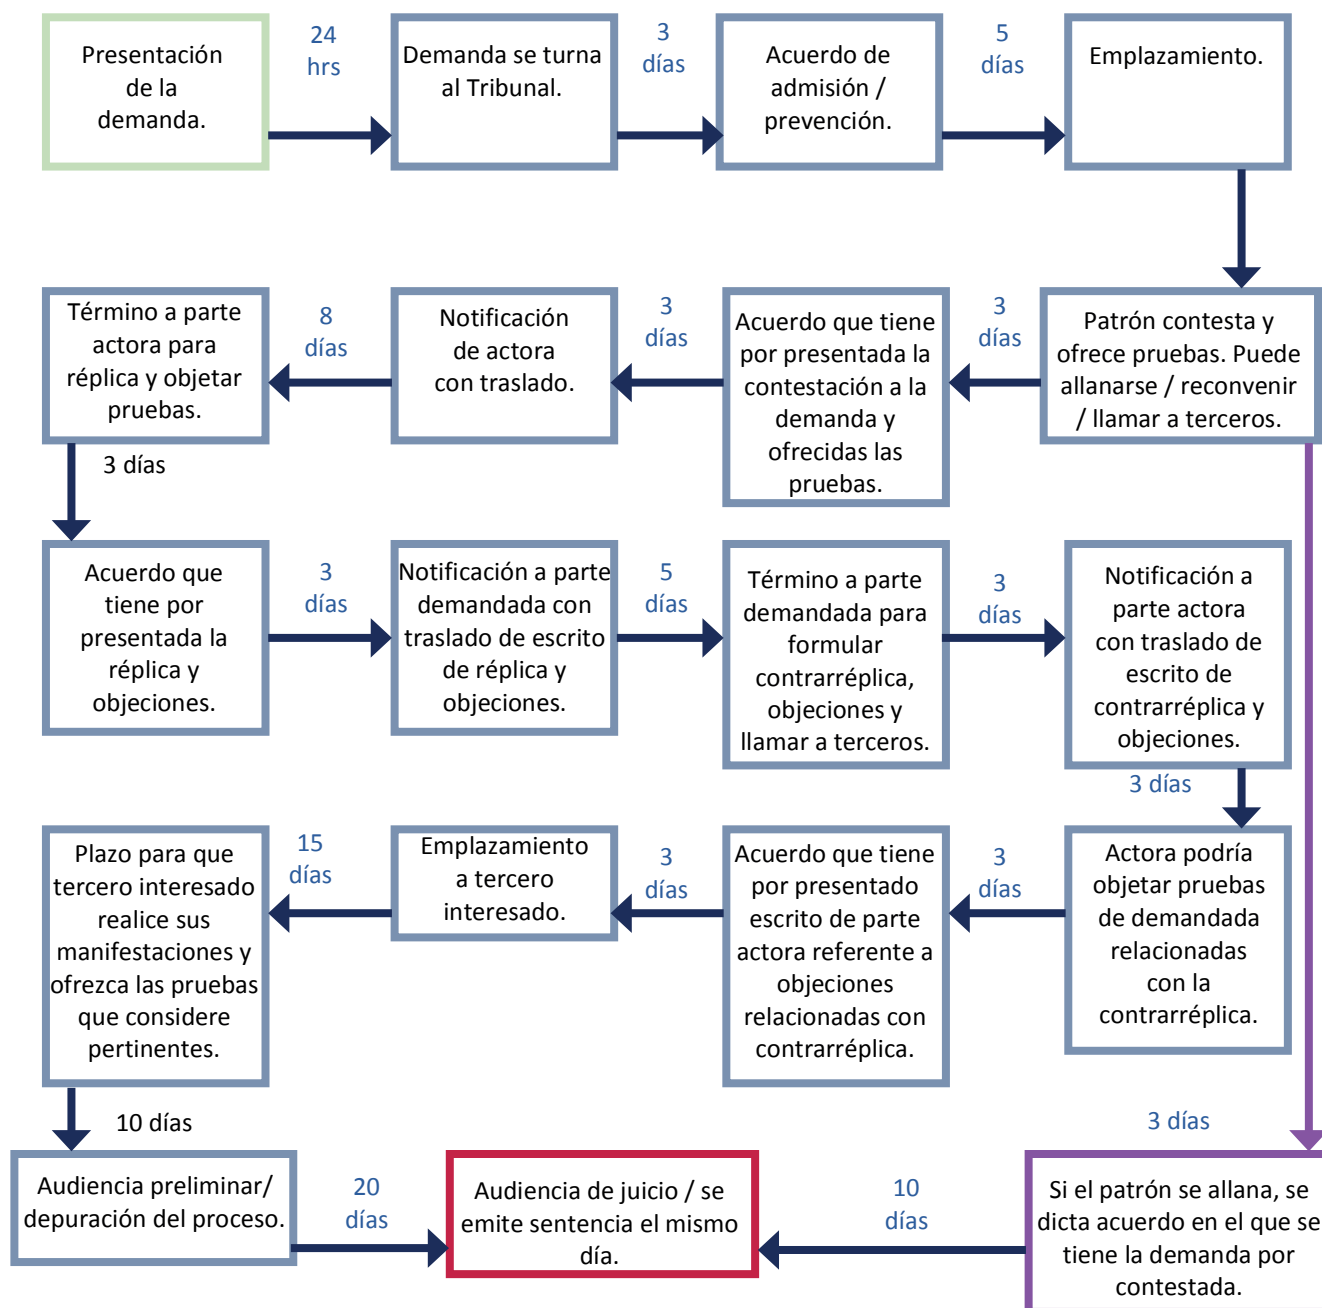 Presentación
de la
demanda.
24
hrs
Demanda se turna
al Tribunal.
3
días
Acuerdo de
admisión /
prevención.
5
días
Emplazamiento.
Patrón contesta y
ofrece pruebas. Puede
allanarse / reconvenir
/ llamar a terceros.
3
días
Acuerdo que tiene
por presentada la
contestación a la
demanda y
ofrecidas las
pruebas.
3
días
Notificación
de actora
con traslado.
8
días
Término a parte
actora para
réplica y objetar
pruebas.
3 días
Acuerdo que
tiene por
presentada la
réplica y
objeciones.
3
días
Notificación a parte
demandada con
traslado de escrito
de réplica y
objeciones.
5
días
Término a parte
demandada para
formular
contrarréplica,
objeciones y
llamar a terceros.
3
días
Notificación a
parte actora
con traslado de
escrito de
contrarréplica y
objeciones.
3 días
Actora podría
objetar pruebas
de demandada
relacionadas
con la
contrarréplica.
3
días
Acuerdo que tiene
por presentado
escrito de parte
actora referente a
objeciones
relacionadas con
contrarréplica.
3
días
Emplazamiento
a tercero
interesado.
15
días
Plazo para que
tercero interesado
realice sus
manifestaciones y
ofrezca las pruebas
que considere
pertinentes.
10 días
Audiencia preliminar/
depuración del proceso.
20
días
Audiencia de juicio / se
emite sentencia el mismo
día.
10
días
3 días
Si el patrón se allana, se
dicta acuerdo en el que se
tiene la demanda por
contestada.